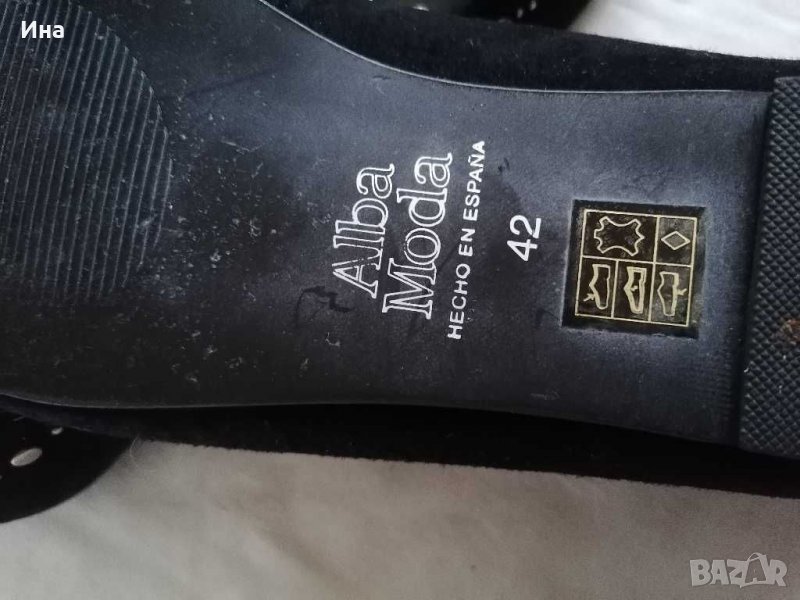 Ина
Alba
Moda
HECHO EN ESPAÑA
42
BAZAR